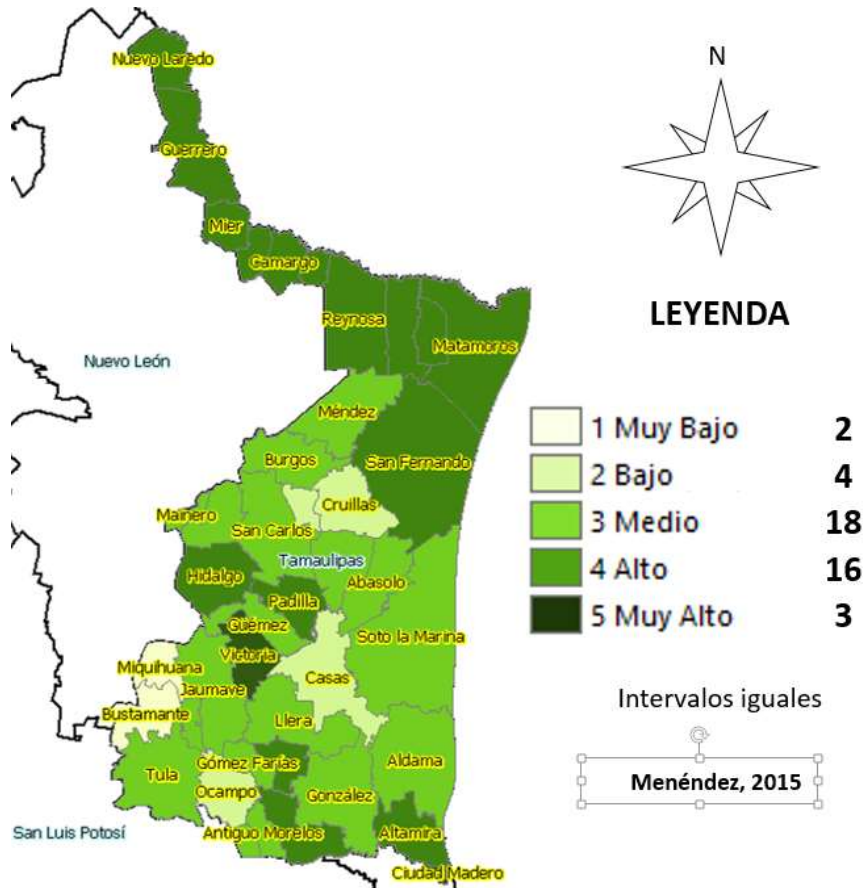 Nuevo Laredo
N
Guerrero
Mier
Camargo
Reynosa
Matamoros
LEYENDA
Nuevo León
Méndez
1 Muy Bajo 2
Burgos
San Fernando
2 Bajo 4
Cruillas
Mainero
San Carlos
3 Medio 18
Tamaulipas
Hidalgo
Abasolo
4 Alto 16
Padilla
Güémez
5 Muy Alto 3
Soto la Marina
Victoria
Miquihuana
Casas
Jaumave
Intervalos iguales
Bustamante
Llera
Aldama
Gómez Farías
Tula
Menéndez, 2015
Ocampo
González
San Luis Potosí
Antiguo Morelos
Altamira
Ciudad Madero